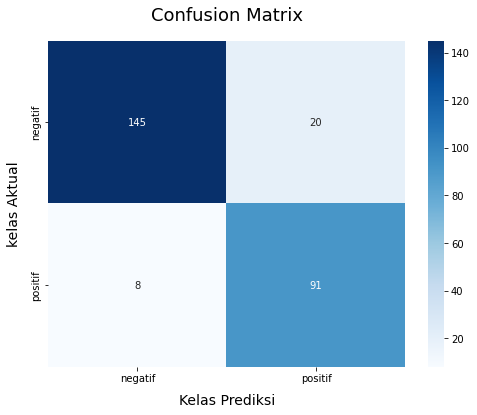 Confusion Matrix
kelas Aktual
negatif
145
20
positif
8
91
negatif
positif
Kelas Prediksi
140
120
100
80
60
40
20